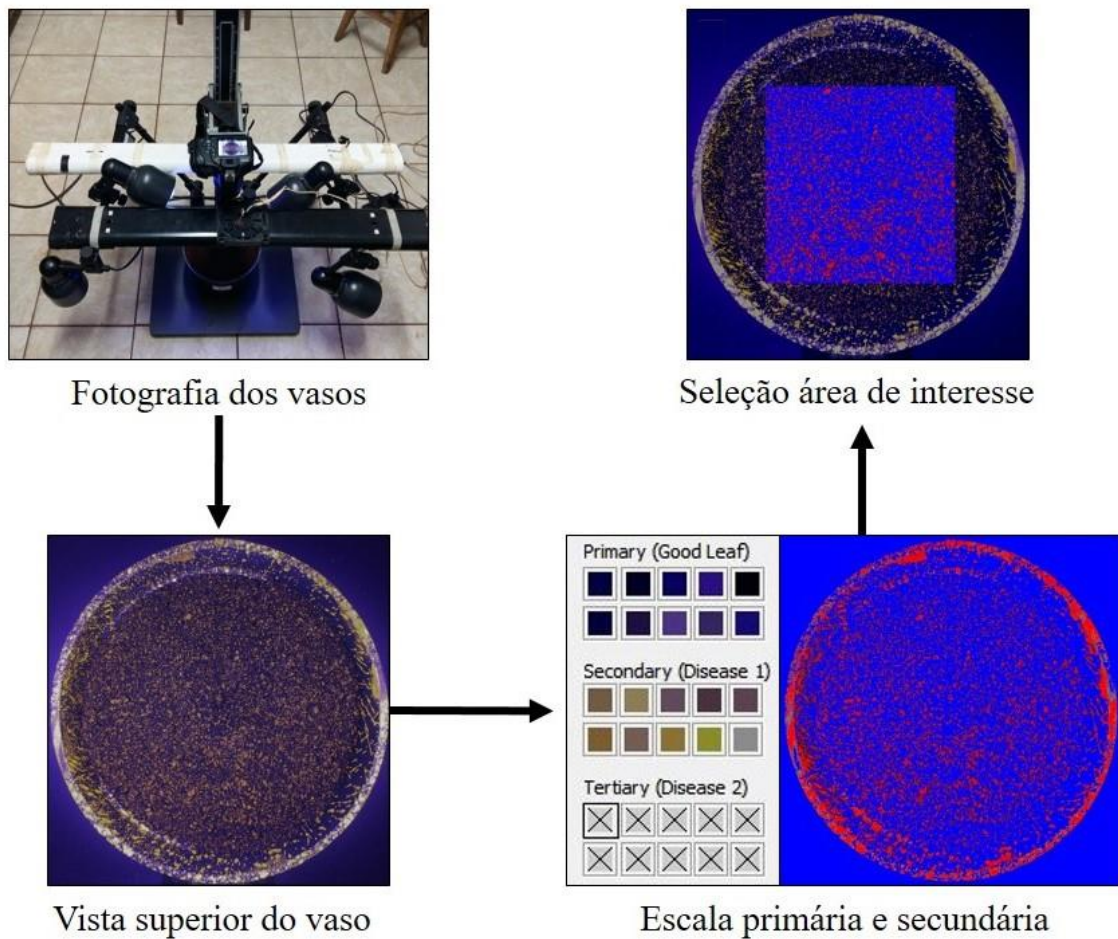 Fotografia dos vasos
Seleção área de interesse
Primary (Good Leaf)
Secondary (Disease 1)
Tertiary (Disease 2)
Vista superior do vaso
Escala primária e secundária